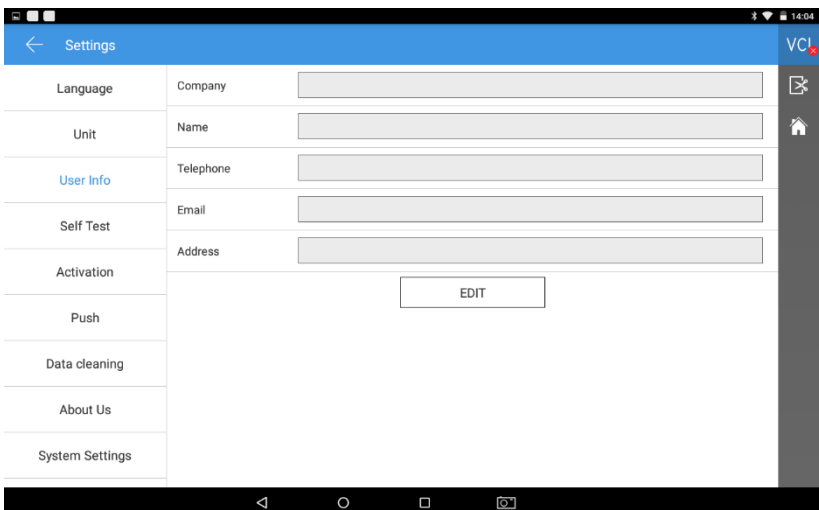 14:04
Settings
VCI
Language
Unit
User Info
Self Test
Activation
Push
Data cleaning
About Us
System Settings
Company
Name
Telephone
Email
Address
EDIT